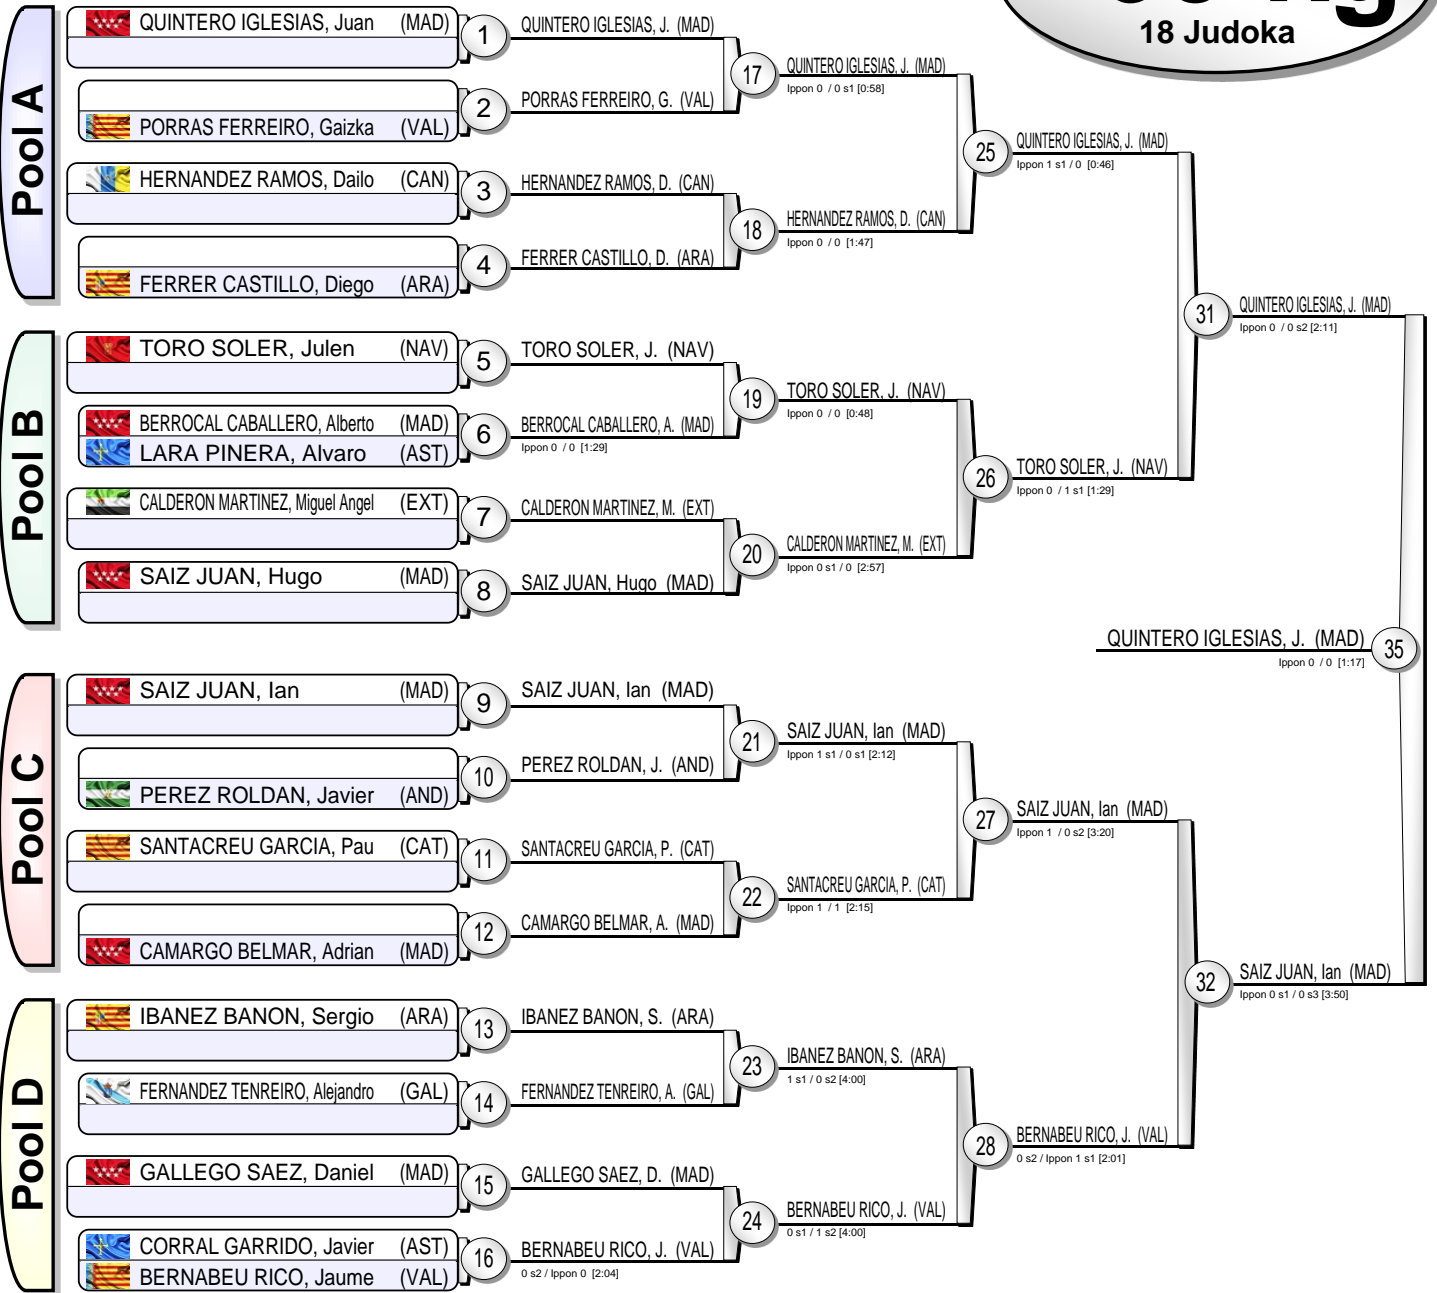 18 Judoka
Pool A
QUINTERO IGLESIAS, Juan (MAD)
1
PORRAS FERREIRO, Gaizka (VAL)
2
HERNANDEZ RAMOS, Dailo (CAN)
3
FERRER CASTILLO, Diego (ARA)
4
Pool B
TORO SOLER, Julen (NAV)
5
BERROCAL CABALLERO, Alberto (MAD)
LARA PINERA, Alvaro (AST)
6
CALDERON MARTINEZ, Miguel Angel (EXT)
7
SAIZ JUAN, Hugo (MAD)
8
Pool C
SAIZ JUAN, Ian (MAD)
9
PEREZ ROLDAN, Javier (AND)
10
SANTACREU GARCIA, Pau (CAT)
11
CAMARGO BELMAR, Adrian (MAD)
12
Pool D
IBANEZ BANON, Sergio (ARA)
13
FERNANDEZ TENREIRO, Alejandro (GAL)
14
GALLEGO SAEZ, Daniel (MAD)
15
CORRAL GARRIDO, Javier (AST)
BERNABEU RICO, Jaume (VAL)
16
QUINTERO IGLESIAS, J. (MAD)
PORRAS FERREIRO, G. (VAL)
17
HERNANDEZ RAMOS, D. (CAN)
FERRER CASTILLO, D. (ARA)
18
TORO SOLER, J. (NAV)
BERROCAL CABALLERO, A. (MAD)
Ippon 0 / 0 [1:29]
19
CALDERON MARTINEZ, M. (EXT)
SAIZ JUAN, Hugo (MAD)
20
SAIZ JUAN, Ian (MAD)
PEREZ ROLDAN, J. (AND)
21
SANTACREU GARCIA, P. (CAT)
CAMARGO BELMAR, A. (MAD)
22
IBANEZ BANON, S. (ARA)
FERNANDEZ TENREIRO, A. (GAL)
23
GALLEGO SAEZ, D. (MAD)
BERNABEU RICO, J. (VAL)
0 s2 / Ippon 0 [2:04]
24
QUINTERO IGLESIAS, J. (MAD)
Ippon 0 / 0 s1 [0:58]
HERNANDEZ RAMOS, D. (CAN)
Ippon 0 / 0 [1:47]
25
TORO SOLER, J. (NAV)
Ippon 0 / 0 [0:48]
CALDERON MARTINEZ, M. (EXT)
Ippon 0 s1 / 0 [2:57]
26
SAIZ JUAN, Ian (MAD)
Ippon 1 s1 / 0 s1 [2:12]
SANTACREU GARCIA, P. (CAT)
Ippon 1 / 1 [2:15]
27
IBANEZ BANON, S. (ARA)
1 s1 / 0 s2 [4:00]
BERNABEU RICO, J. (VAL)
0 s1 / 1 s2 [4:00]
28
QUINTERO IGLESIAS, J. (MAD)
Ippon 1 s1 / 0 [0:46]
TORO SOLER, J. (NAV)
Ippon 0 / 1 s1 [1:29]
31
SAIZ JUAN, Ian (MAD)
Ippon 1 / 0 s2 [3:20]
BERNABEU RICO, J. (VAL)
0 s2 / Ippon 1 s1 [2:01]
32
QUINTERO IGLESIAS, J. (MAD)
Ippon 0 / 0 s2 [2:11]
SAIZ JUAN, Ian (MAD)
Ippon 0 s1 / 0 s3 [3:50]
QUINTERO IGLESIAS, J. (MAD)
Ippon 0 / 0 [1:17]
35